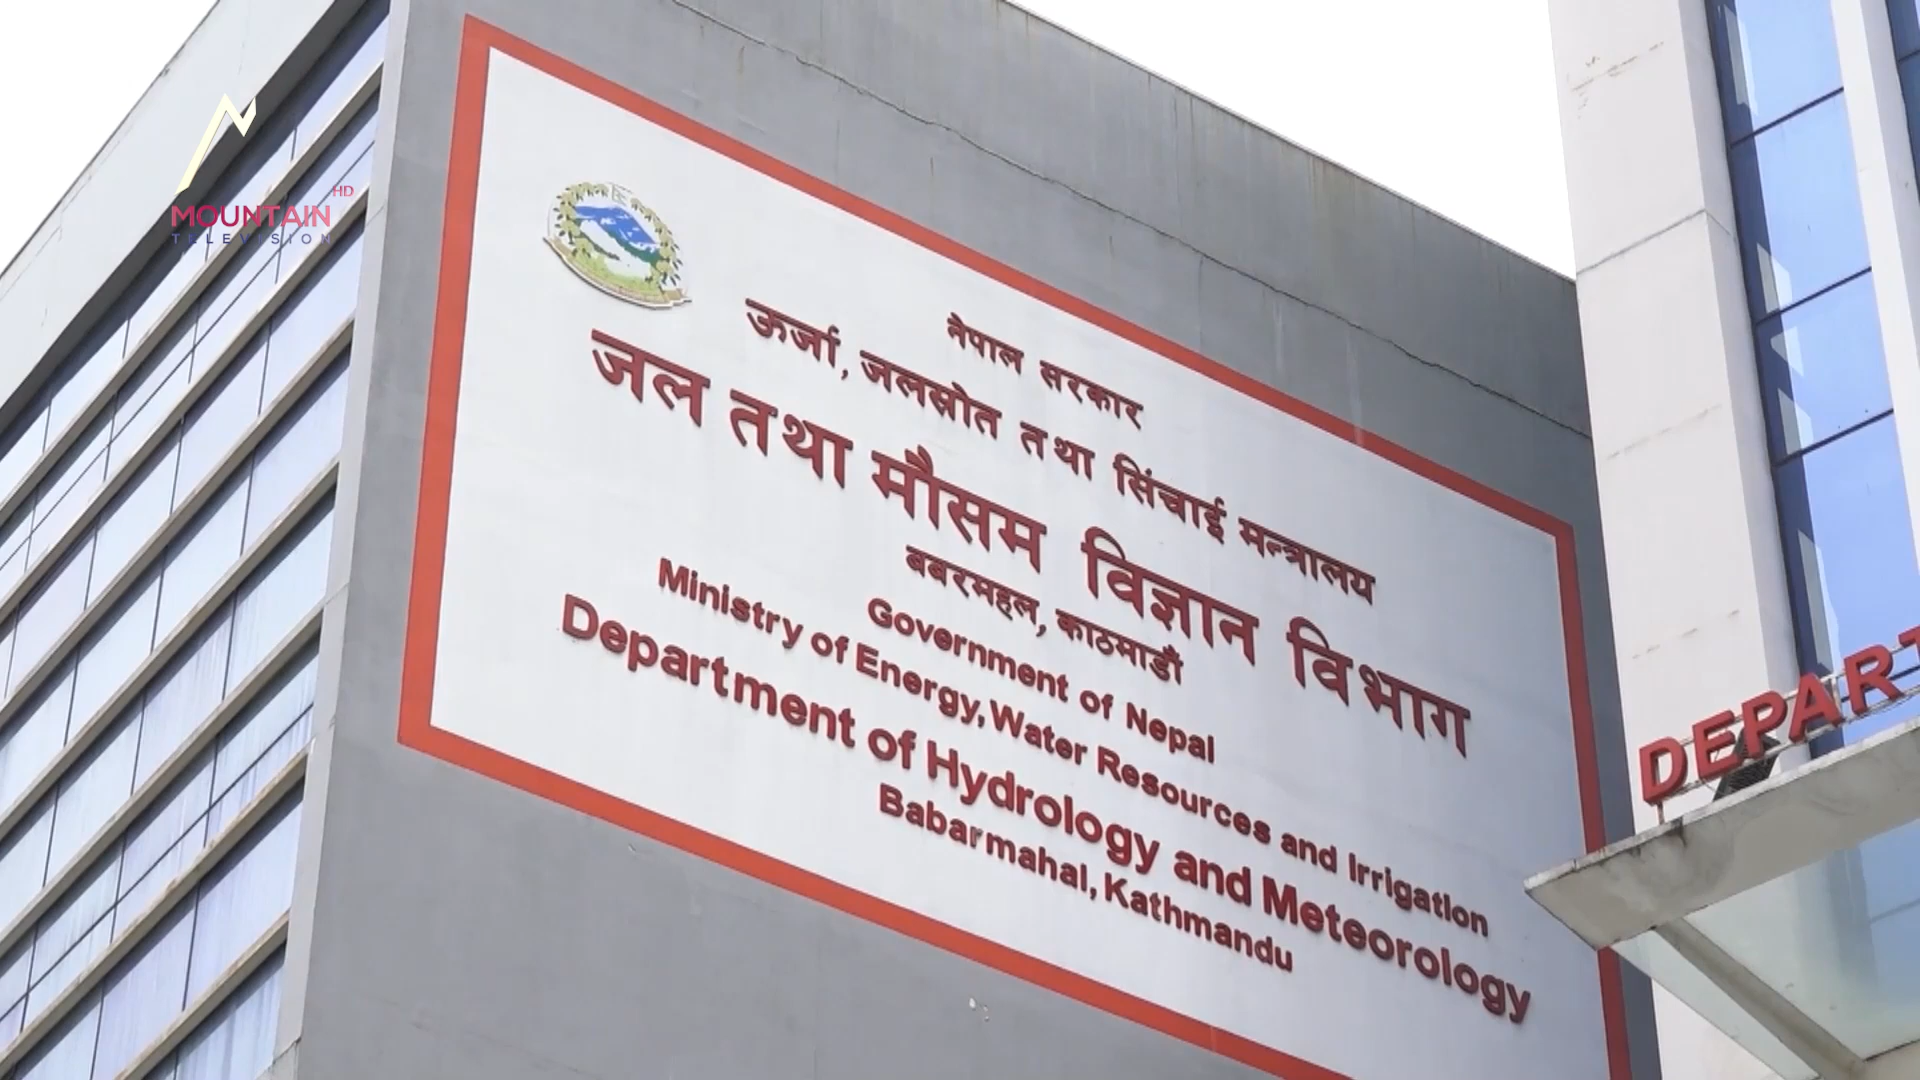 MOUNTAIN HD
TELEVISION
नेपाल सरकार
ऊर्जा, जलस्रोत तथा सिंचाई मन्त्रालय
जल तथा मौसम विज्ञान विभाग
बबरमहल, काठमाडौँ
Government of Nepal
Ministry of Energy, Water Resources and Irrigation
Department of Hydrology and Meteorology
Babarmahal, Kathmandu
DEPART